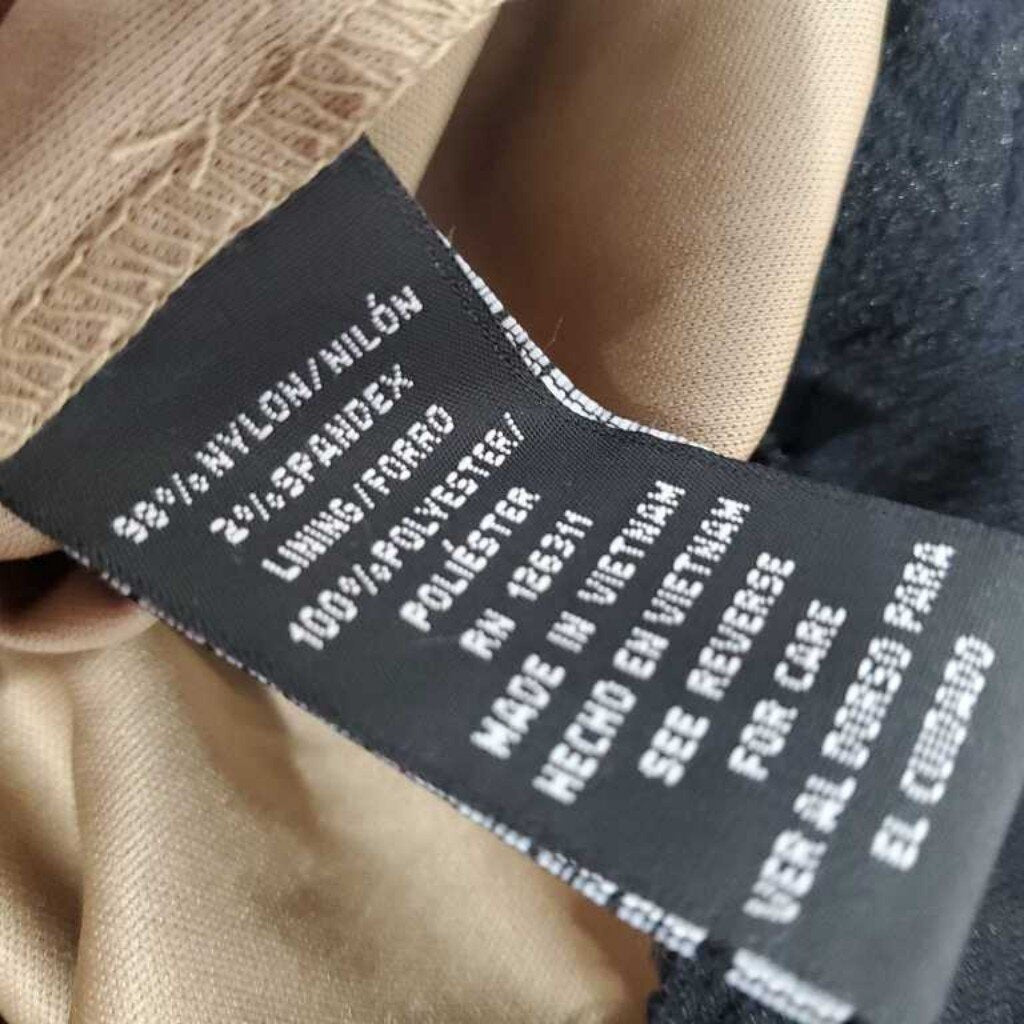 98% NYLON/NILÓN
2% SPANDEX
LINING/FORRO
100% POLYESTER/
POLIÉSTER
RN 126311
MADE IN VIETNAM
HECHO EN VIETNAM
SEE REVERSE
FOR CARE
VER AL DORSO PARA
EL CUIDADO